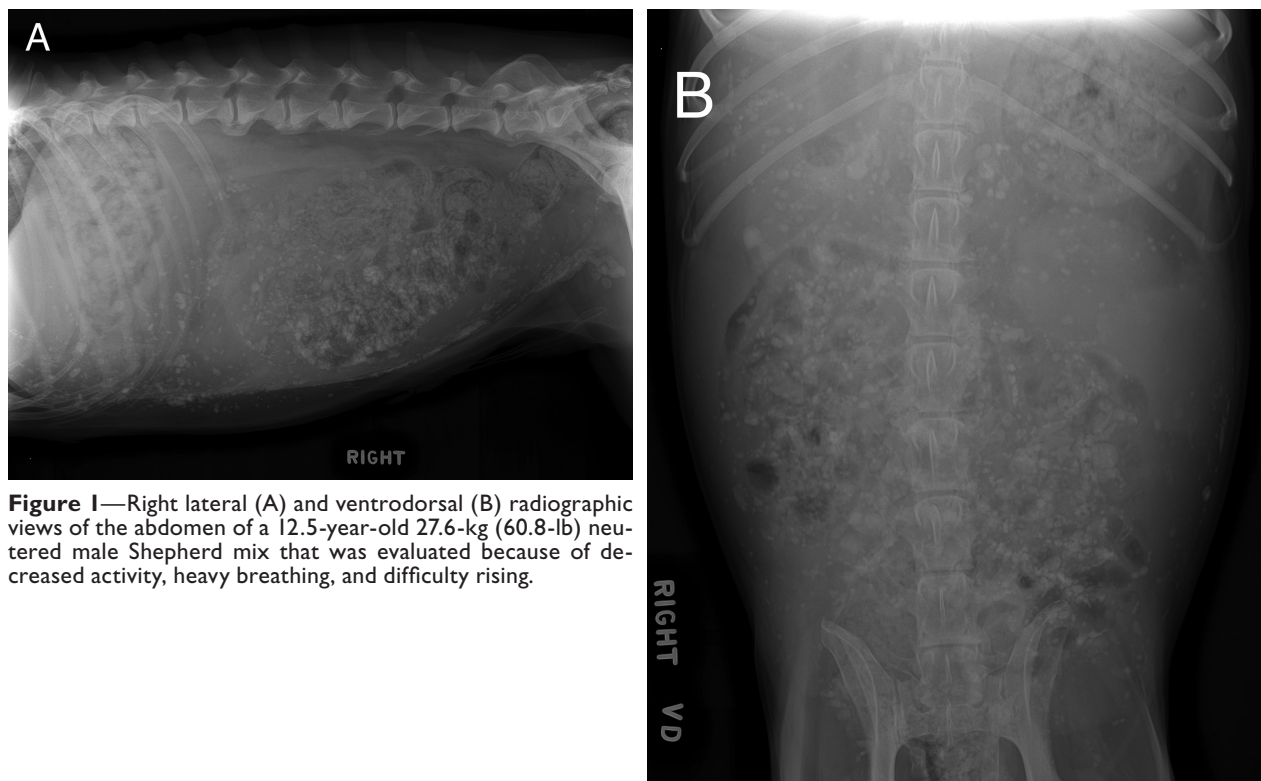 A
RIGHT
Figure 1—Right lateral (A) and ventrodorsal (B) radiographic
views of the abdomen of a 12.5-year-old 27.6-kg (60.8-lb) neu-
tered male Shepherd mix that was evaluated because of de-
creased activity, heavy breathing, and difficulty rising.
B
RIGHT VD